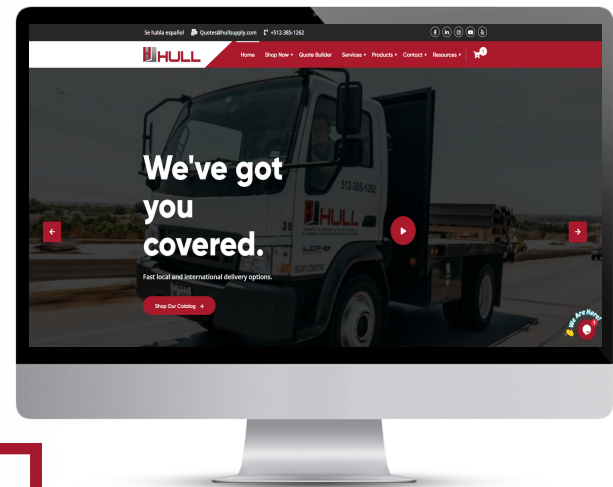 Se habla español Quotes@hullsupply.com +512-385-1262
HULL Home Shop Now + Quote Builder Services + Products + Contact + Resources +
We've got
you
covered.
512-385-1262
38 HULL
LCF
Fast local and international delivery options.
Shop Our Catalog →
We Are Here!